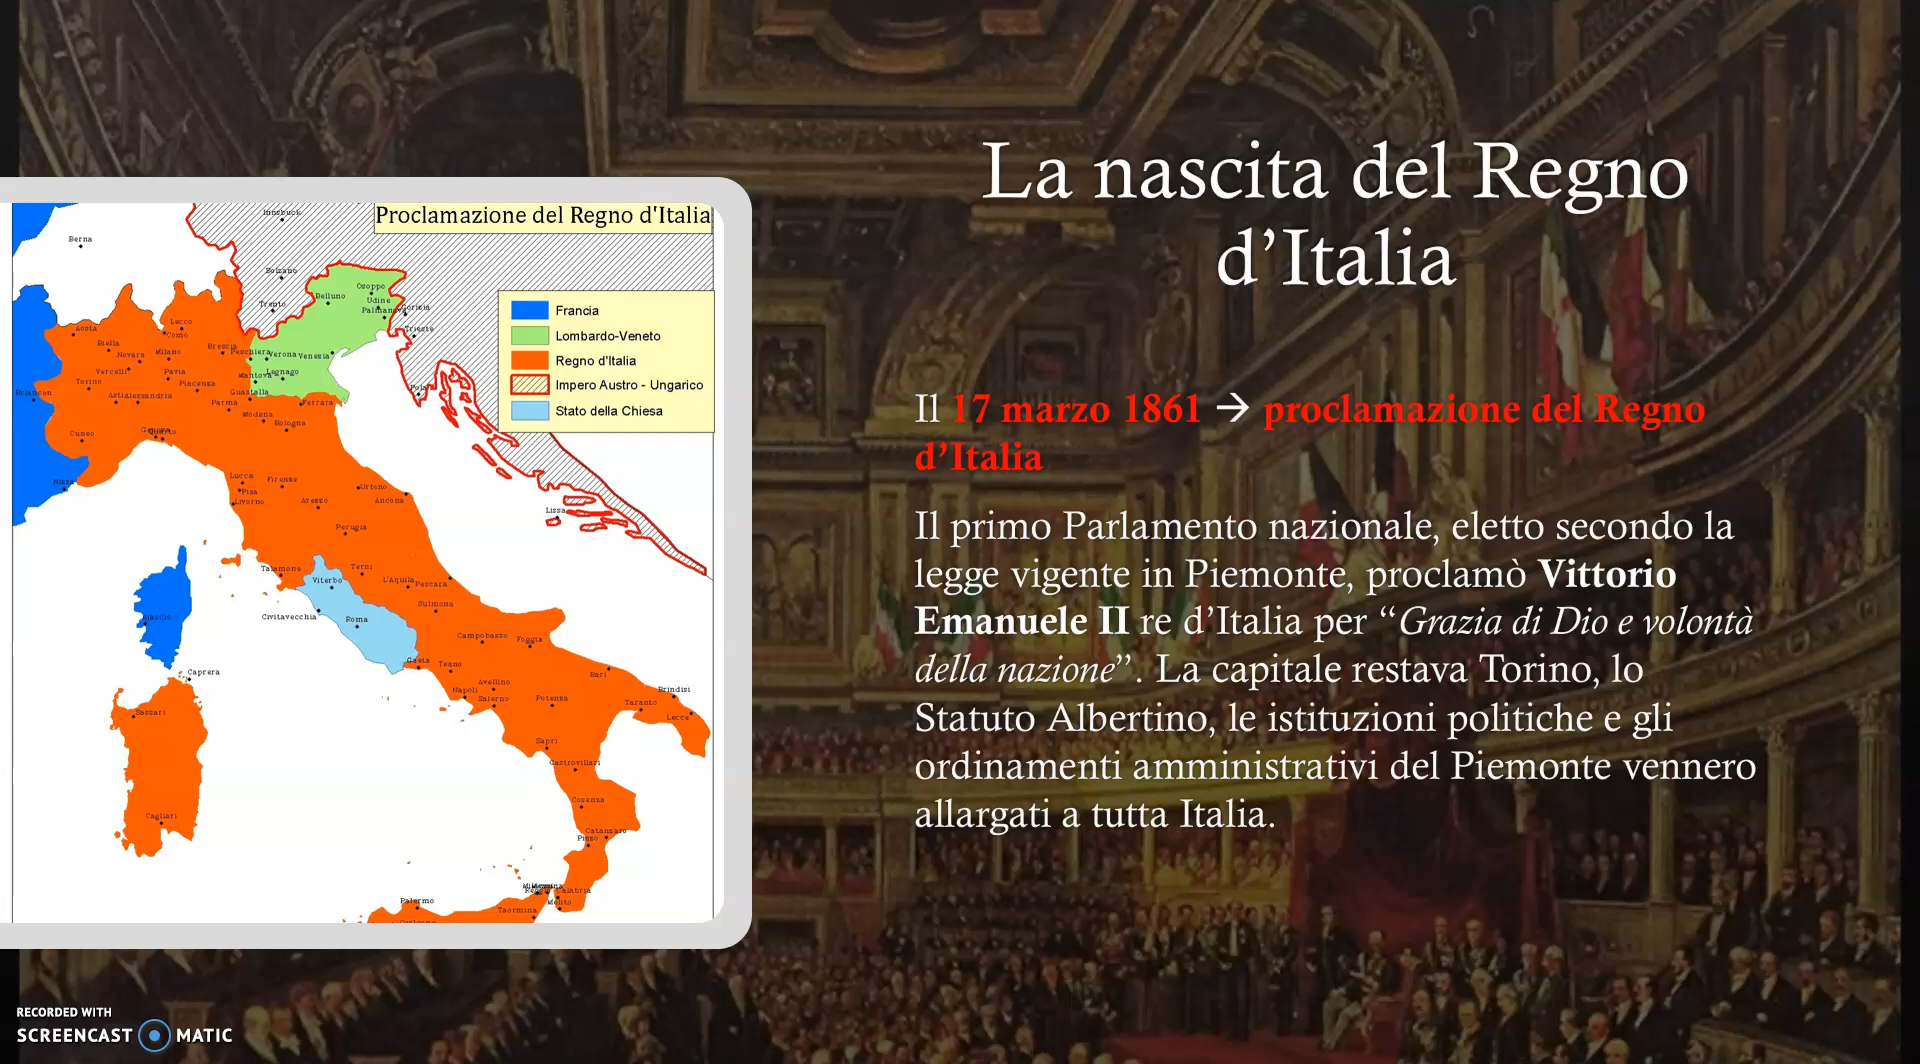 La nascita del Regno
d’Italia
Il 17 marzo 1861 → proclamazione del Regno
d’Italia
Il primo Parlamento nazionale, eletto secondo la
legge vigente in Piemonte, proclamò Vittorio
Emanuele II re d’Italia per “Grazia di Dio e volontà
della nazione”. La capitale restava Torino, lo
Statuto Albertino, le istituzioni politiche e gli
ordinamenti amministrativi del Piemonte vennero
allargati a tutta Italia.
Proclamazione del Regno d'Italia
Francia
Lombardo-Veneto
Regno d'Italia
Impero Austro - Ungarico
Stato della Chiesa
Innsbuck
Berna
Bolzano
Trento
Belluno
Osoppo
Udine
Trieste
Pola
Aosta
Lecco
Como
Biella
Novara
Milano
Brescia
Peschiera
Verona
Venesia
Vercelli
Pavia
Mantova
Legnago
Torino
Piacenza
Guastalla
Briancon
Parma
Ferrara
Modena
Bologna
Cuneo
Nizza
Lucca
Firenze
Pisa
Livorno
Urbino
Arezzo
Ancona
Perugia
Lissa
Talamone
Terni
Viterbo
L'Aquila
Pescara
Civitavecchia
Roma
Sulmona
Ajaccio
Campobasso
Foggia
Gaeta
Teano
Caprera
Bari
Avellino
Napoli
Salerno
Potenza
Brindisi
Taranto
Lecce
Sassari
Sapri
Castrovillari
Cosenza
Cagliari
Catanzaro
Pizzo
Calabria
Melito
Palermo
Taormina
RECORDED WITH
SCREENCAST MATIC